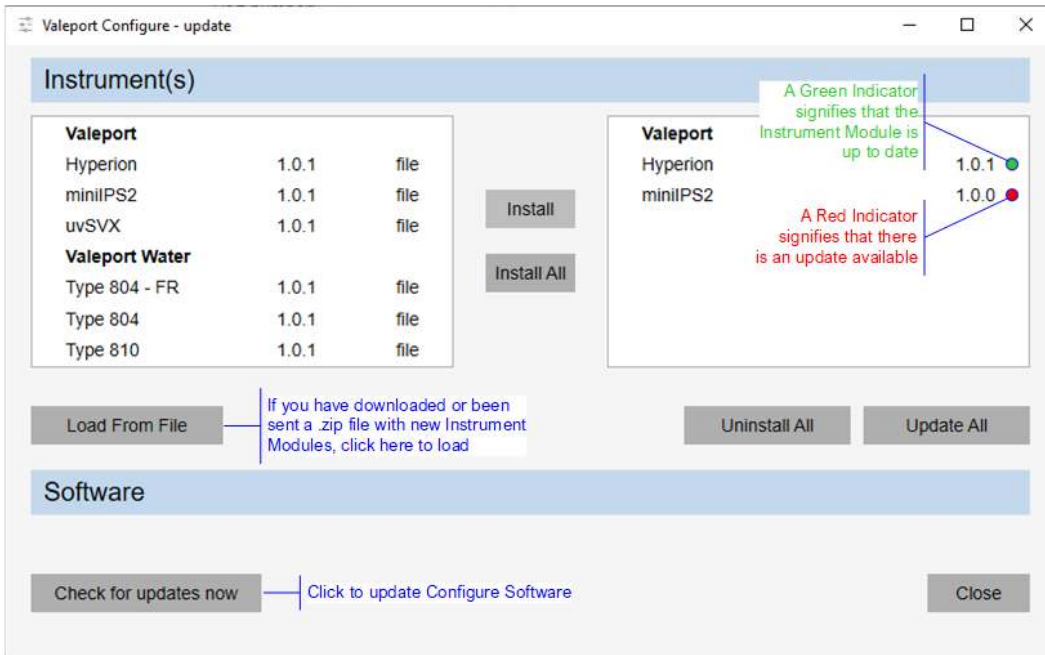 Valeport Configure - update
Instrument(s)
Valeport
Hyperion 1.0.1 file
miniIPS2 1.0.1 file
uvSVX 1.0.1 file
Valeport Water
Type 804 - FR 1.0.1 file
Type 804 1.0.1 file
Type 810 1.0.1 file
Install
Install All
A Green Indicator
signifies that the
Instrument Module is
up to date
Valeport
Hyperion 1.0.1
miniIPS2 1.0.0
A Red Indicator
signifies that there
is an update available
Load From File
If you have downloaded or been
sent a .zip file with new Instrument
Modules, click here to load
Uninstall All
Update All
Software
Check for updates now
Click to update Configure Software
Close